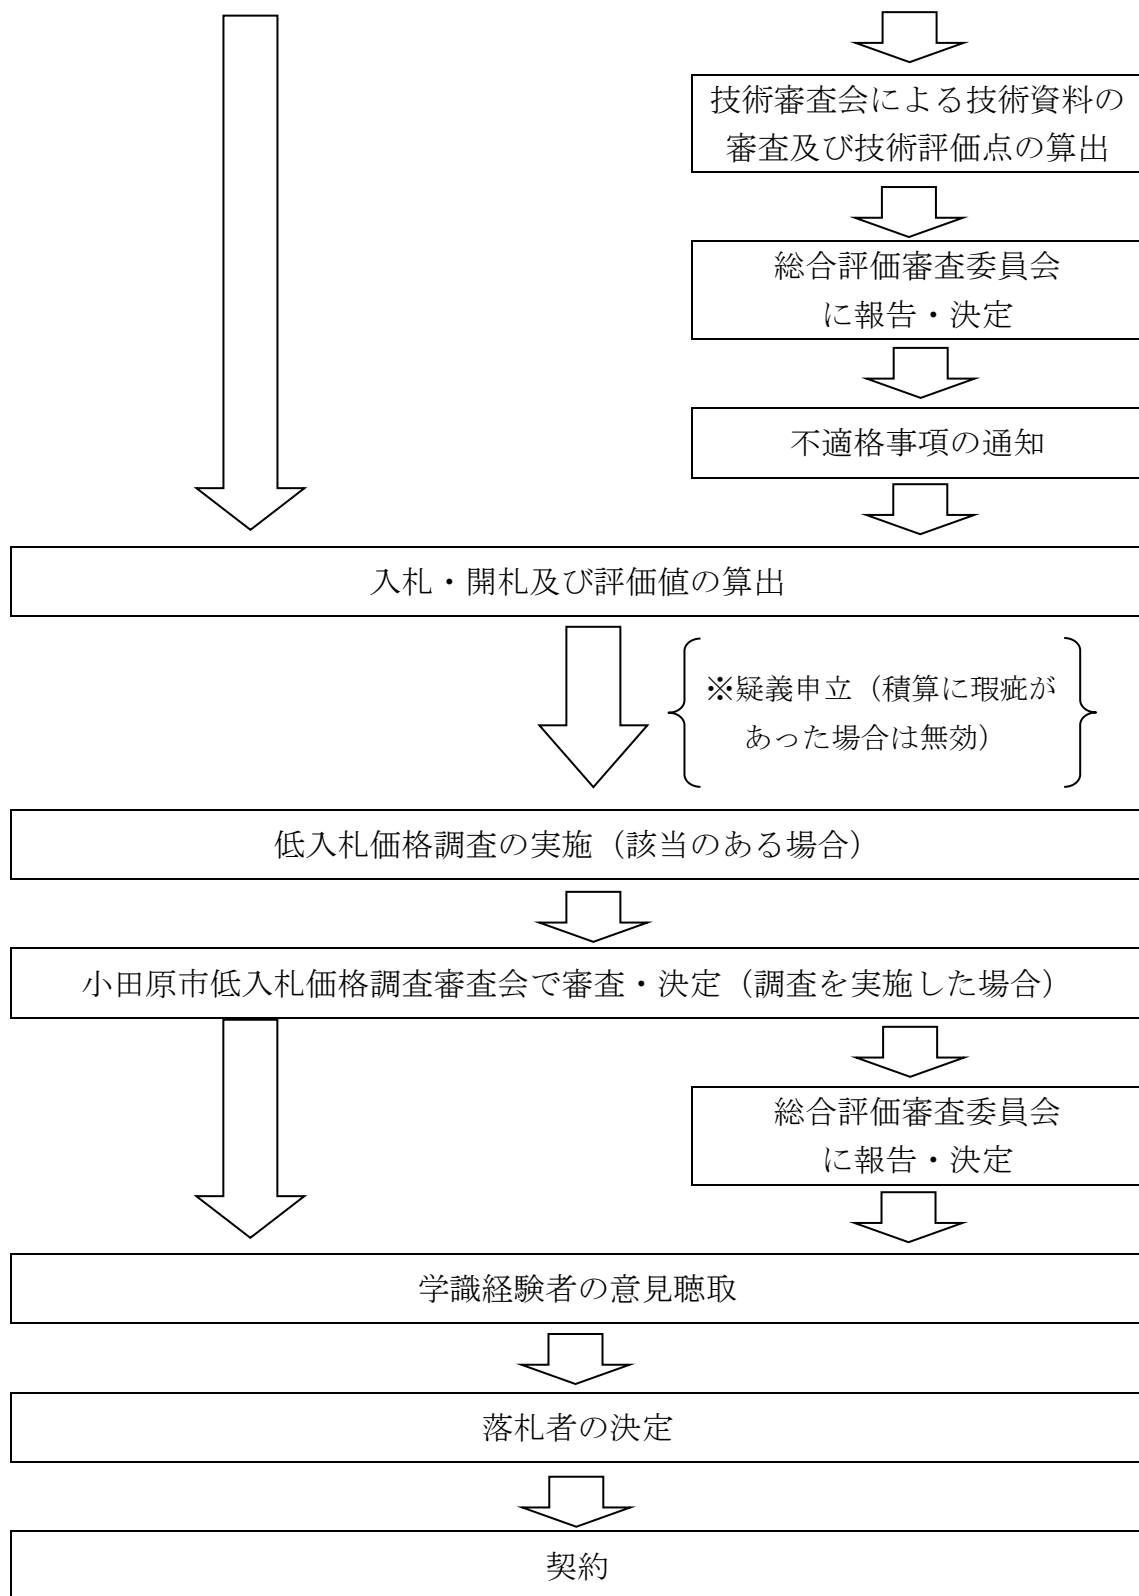 技術審査会による技術資料の
審査及び技術評価点の算出
総合評価審査委員会
に報告・決定
不適格事項の通知
入札・開札及び評価値の算出
※疑義申立（積算に瑕疵が
あった場合は無効）
低入札価格調査の実施（該当のある場合）
小田原市低入札価格調査審査会で審査・決定（調査を実施した場合）
総合評価審査委員会
に報告・決定
学識経験者の意見聴取
落札者の決定
契約